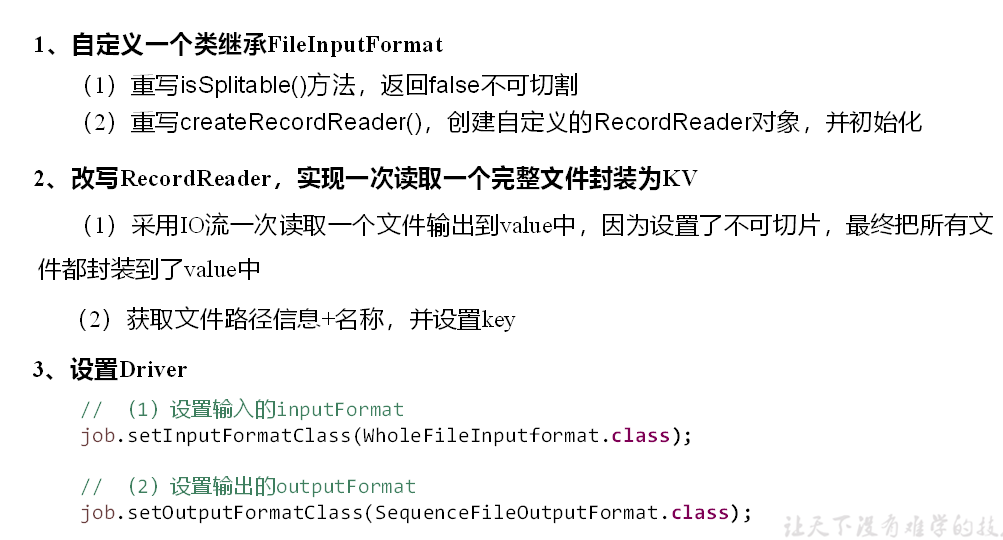 1、自定义一个类继承FileInputFormat
（1）重写isSplitable()方法，返回false不可切割
（2）重写createRecordReader()，创建自定义的RecordReader对象，并初始化
2、改写RecordReader，实现一次读取一个完整文件封装为KV
（1）采用IO流一次读取一个文件输出到value中，因为设置了不可切片，最终把所有文
件都封装到了value中
（2）获取文件路径信息+名称，并设置key
3、设置Driver
// （1）设置输入的inputFormat
job.setInputFormatClass(WholeFileInputformat.class);
// （2）设置输出的outputFormat
job.setOutputFormatClass(SequenceFileOutputFormat.class);
让天下没有难学的技